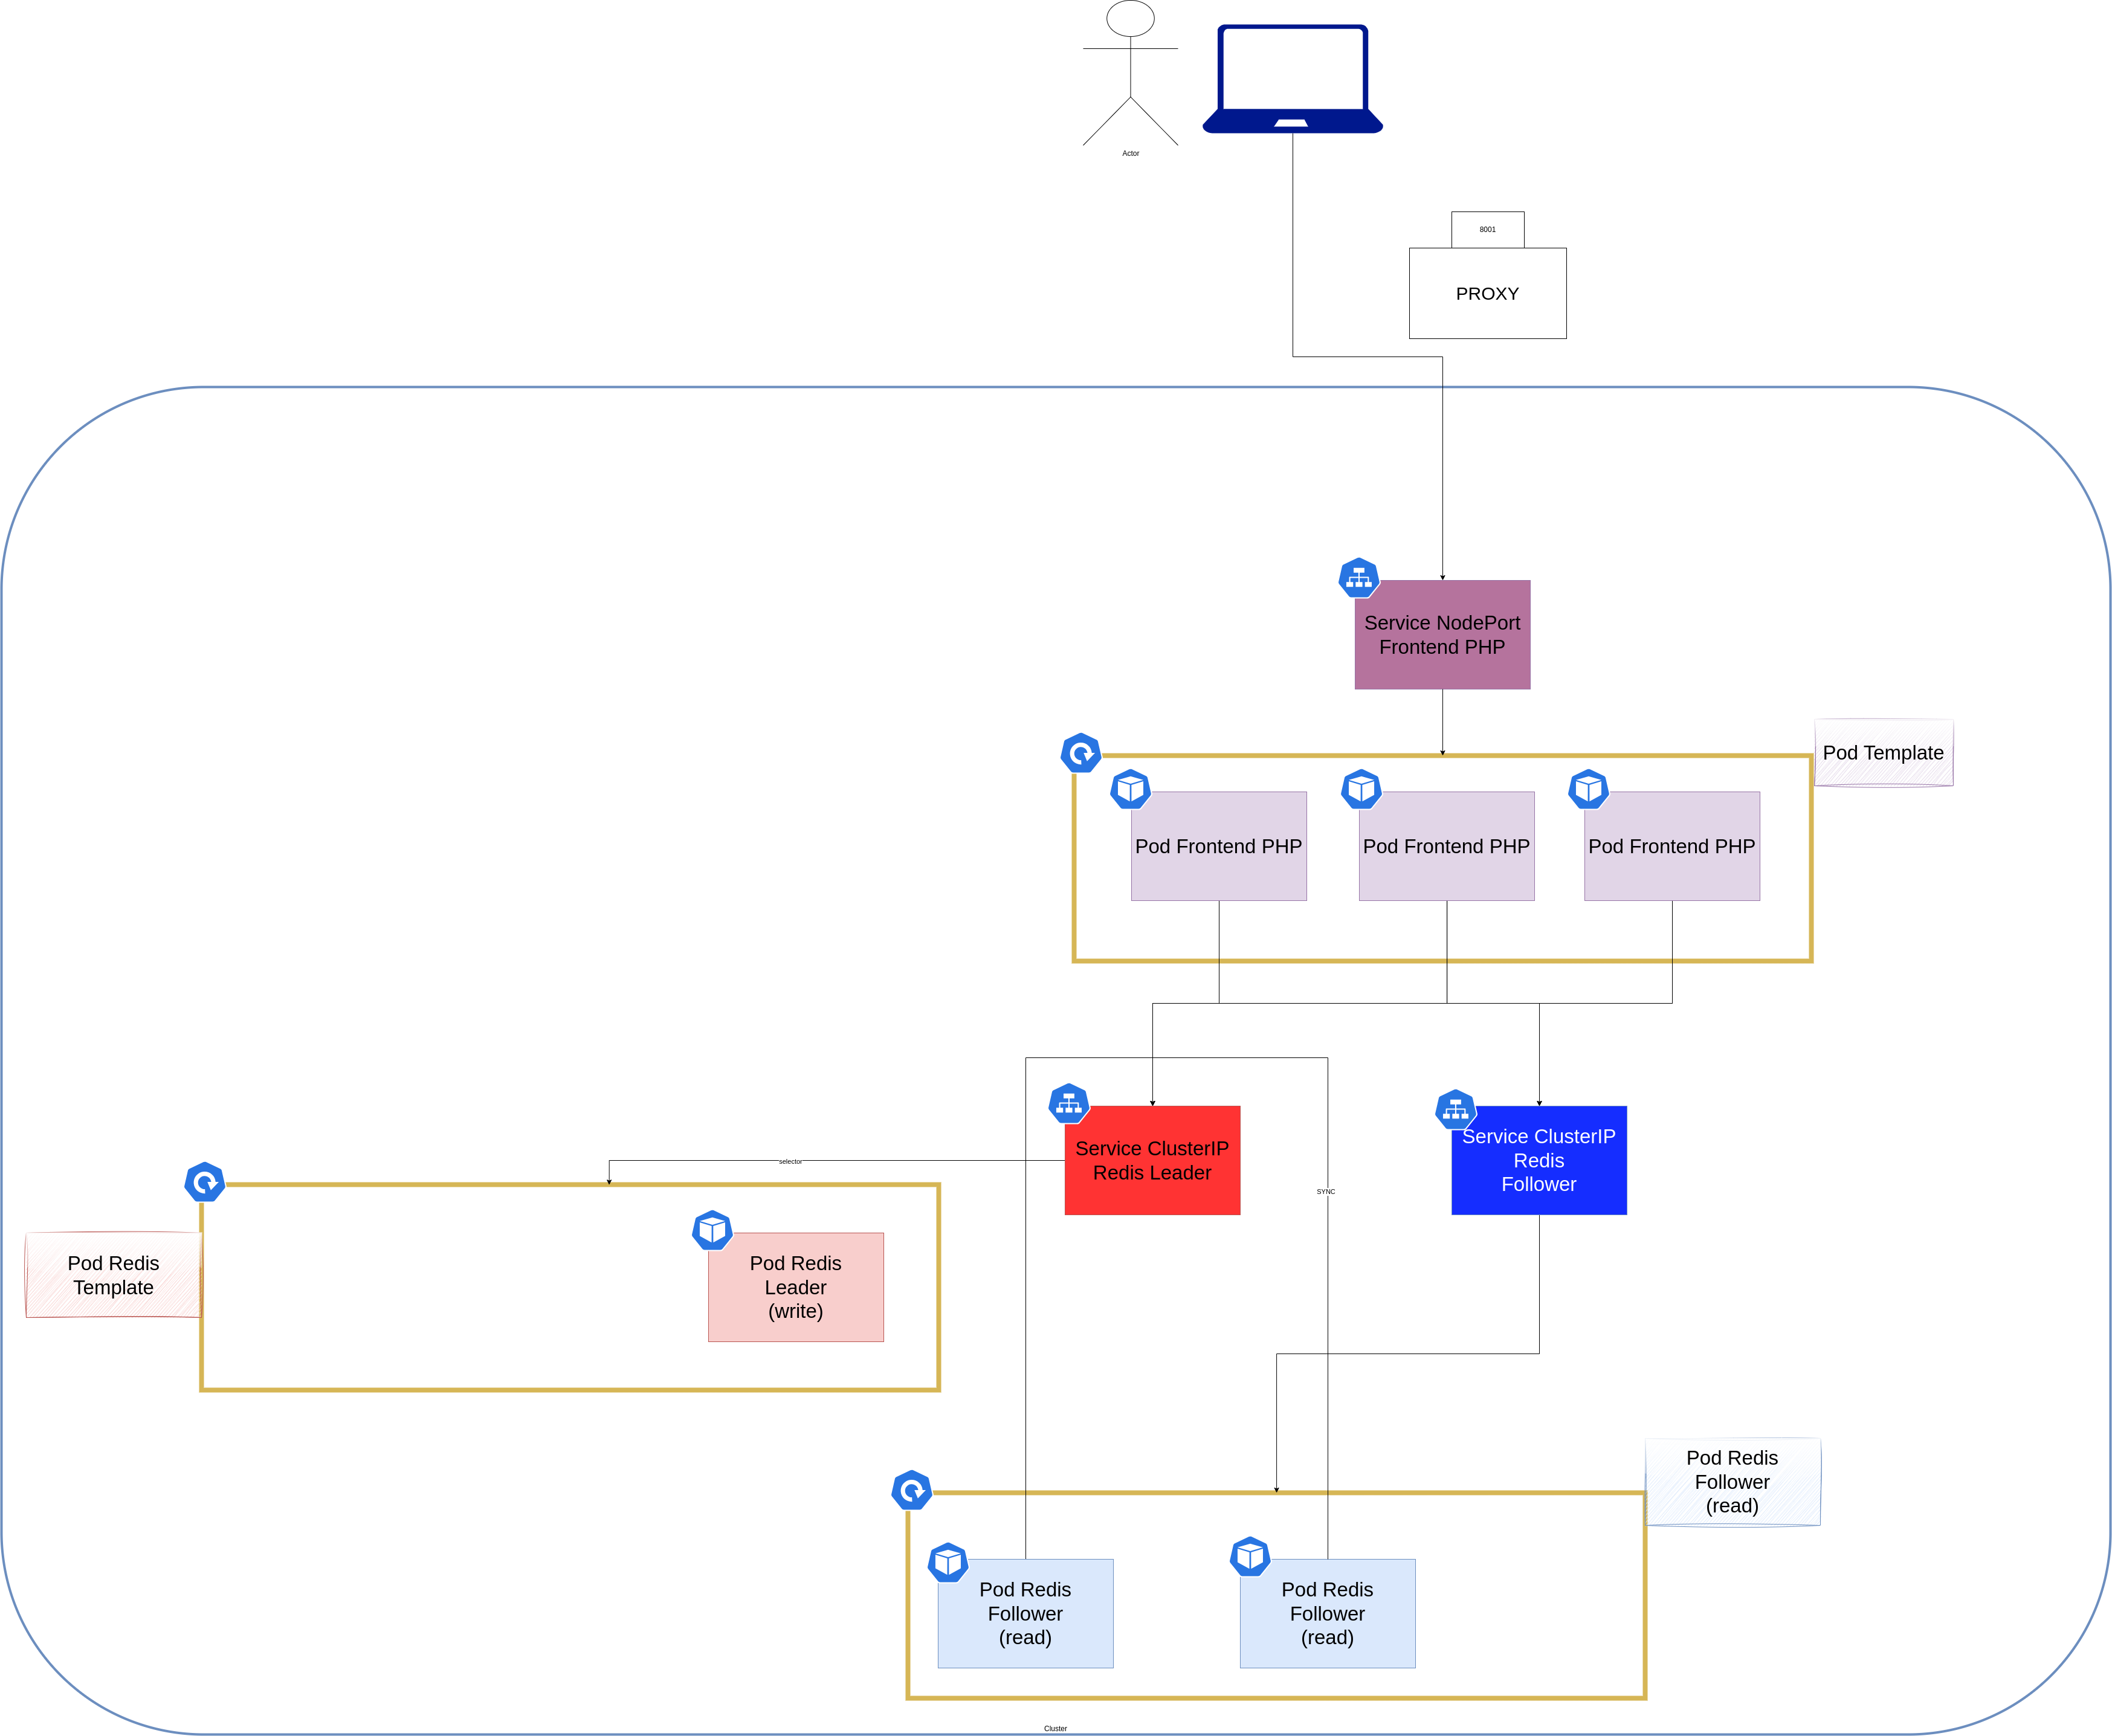 Actor
8001
PROXY
Service NodePort
Frontend PHP
Pod Template
Pod Frontend PHP
Pod Frontend PHP
Pod Frontend PHP
Service ClusterIP
Redis Leader
Service ClusterIP
Redis
Follower
selector
SYNC
Pod Redis
Template
Pod Redis
Leader
(write)
Pod Redis
Follower
(read)
Pod Redis
Follower
(read)
Pod Redis
Follower
(read)
Cluster